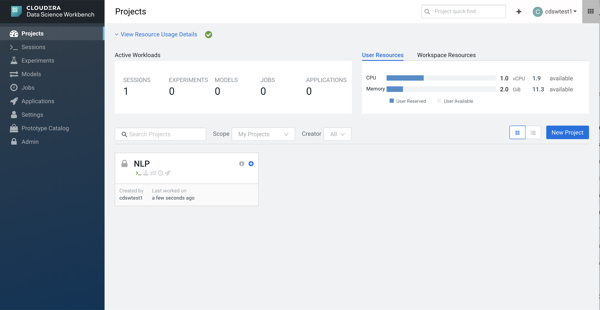 CLOUDERA
Data Science Workbench
Projects
Project quick find
cdswtest1
Projects
Sessions
Experiments
Models
Jobs
Applications
Settings
Prototype Catalog
Admin
View Resource Usage Details
Active Workloads
SESSIONS EXPERIMENTS MODELS JOBS APPLICATIONS
1 0 0 0 0
User Resources Workspace Resources
CPU 1.0 vCPU 1.9 available
Memory 2.0 GiB 11.3 available
User Reserved User Available
Search Projects Scope My Projects Creator All New Project
NLP
Created by Last worked on
cdswtest1 a few seconds ago